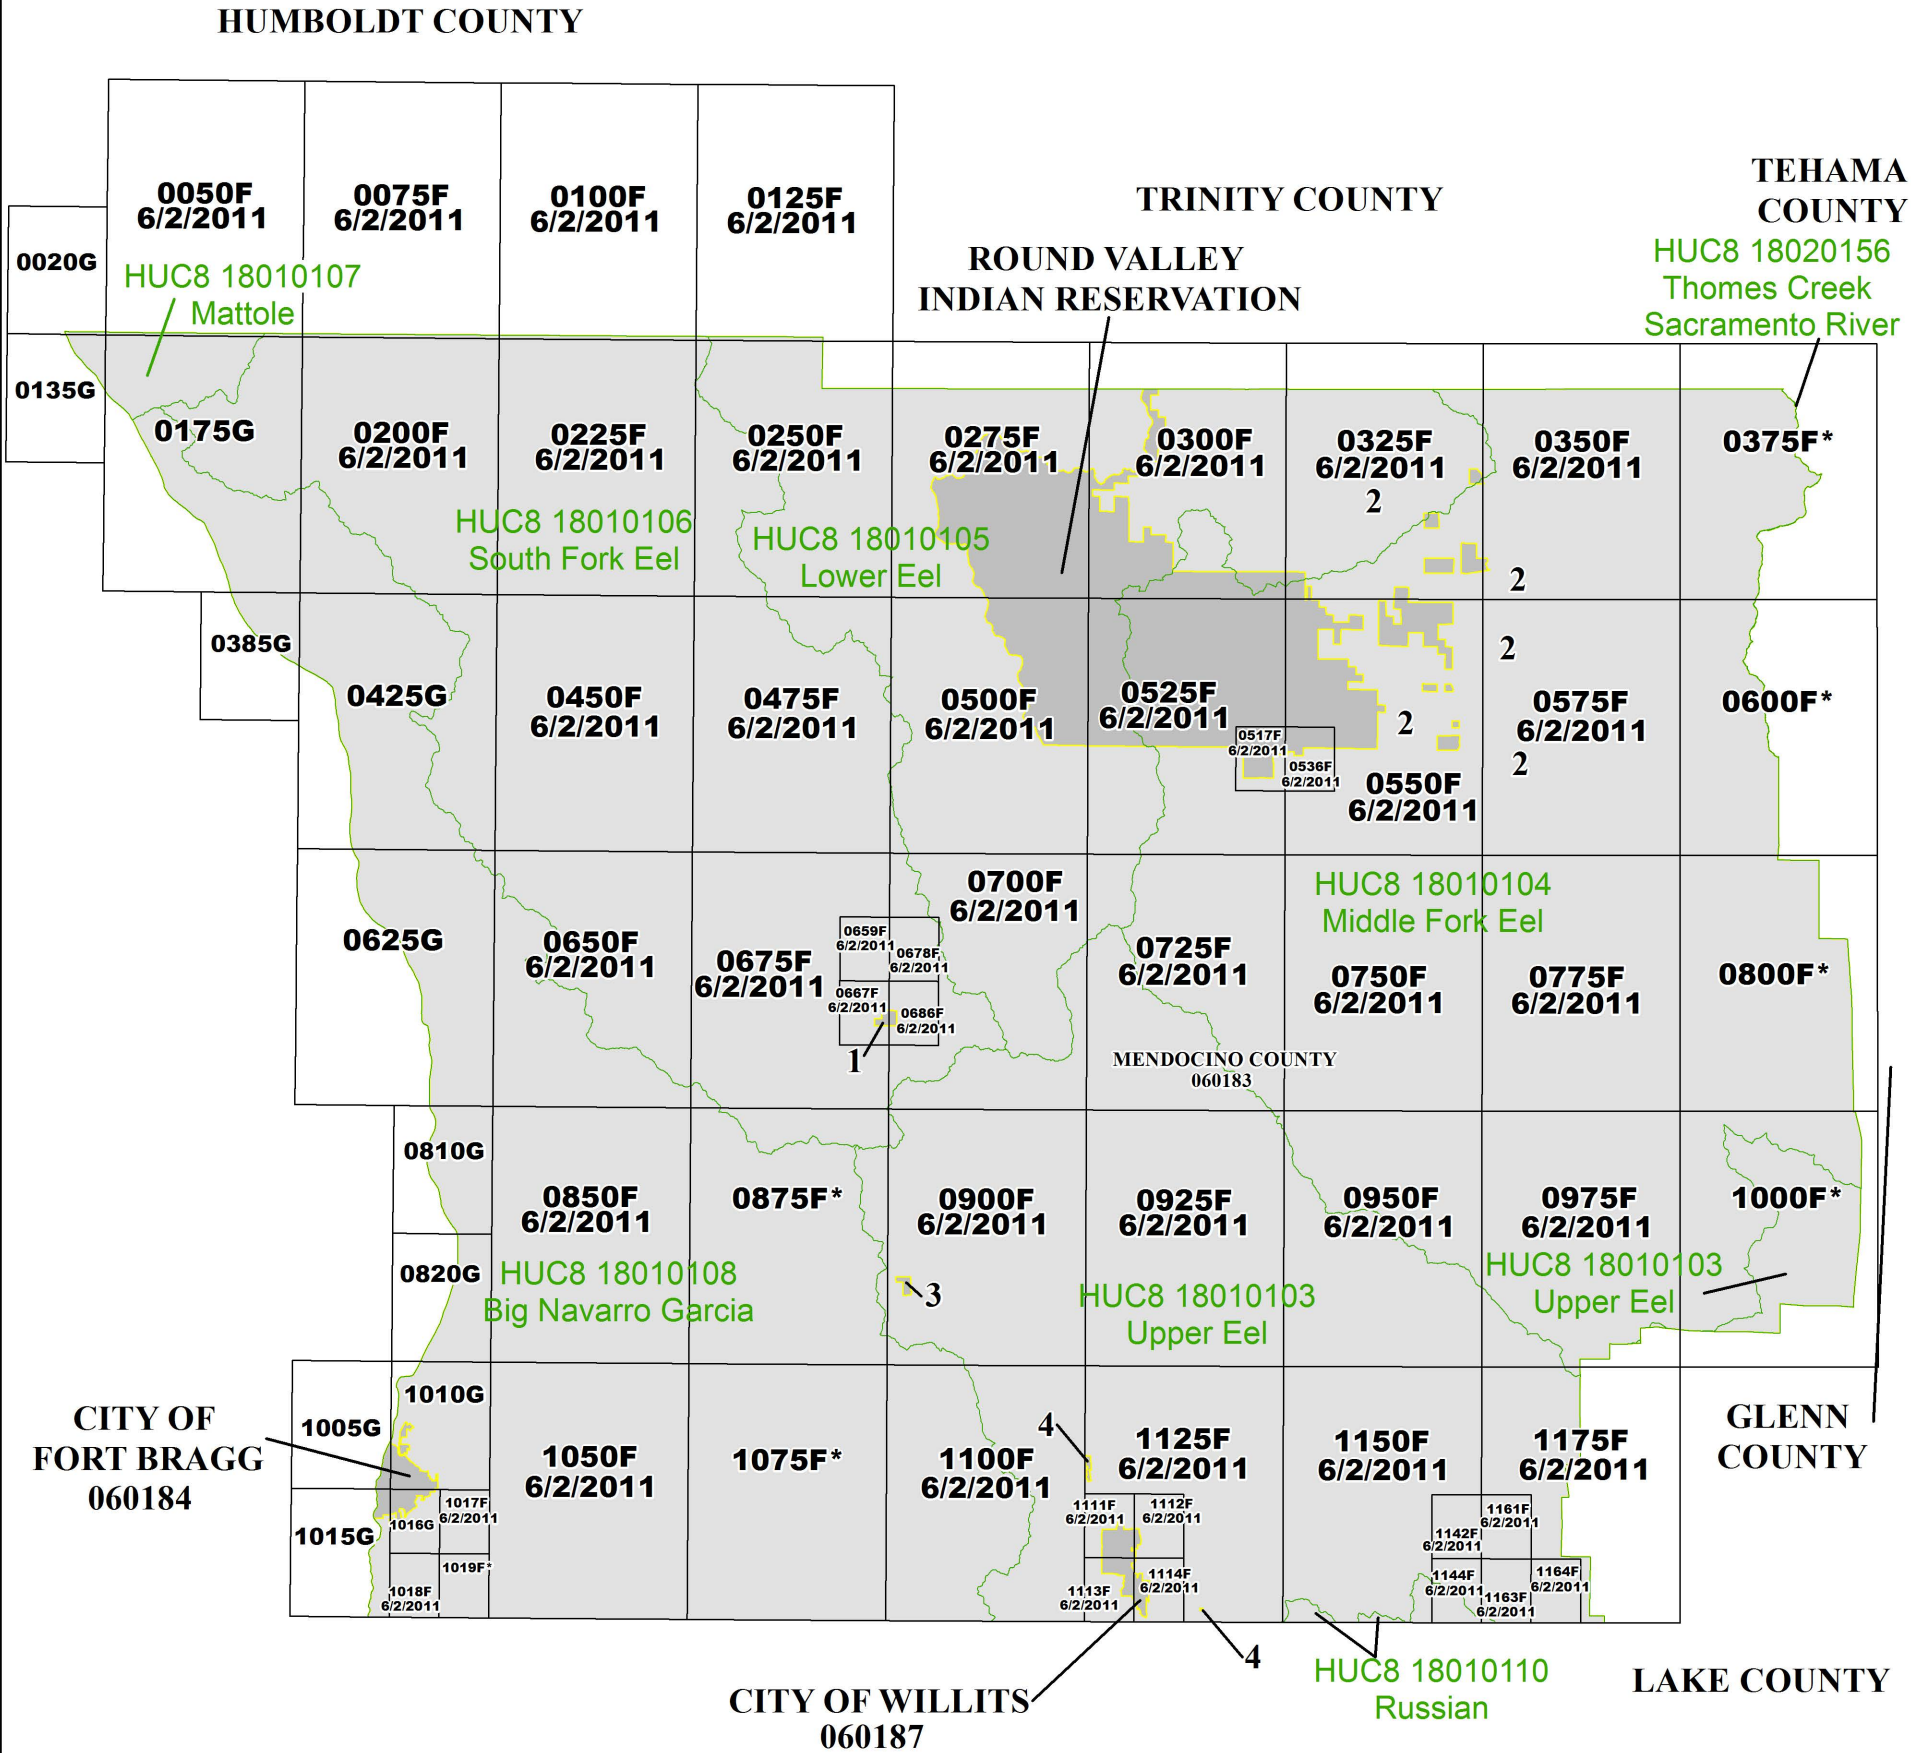 HUMBOLDT COUNTY
TRINITY COUNTY
TEHAMA
COUNTY
HUC8 18020156
Thomes Creek
Sacramento River
ROUND VALLEY
INDIAN RESERVATION
0050F
6/2/2011
0075F
6/2/2011
0100F
6/2/2011
0125F
6/2/2011
0020G
HUC8 18010107
Mattole
0135G
0175G
0200F
6/2/2011
0225F
6/2/2011
0250F
6/2/2011
0275F
6/2/2011
0300F
6/2/2011
0325F
6/2/2011
2
0350F
6/2/2011
0375F*
HUC8 18010106
South Fork Eel
HUC8 18010105
Lower Eel
2
0385G
0425G
0450F
6/2/2011
0475F
6/2/2011
0500F
6/2/2011
0525F
6/2/2011
0517F
6/2/2011
0536F
6/2/2011
2
2
2
0550F
6/2/2011
0575F
6/2/2011
0600F*
0625G
0650F
6/2/2011
0675F
6/2/2011
0659F
6/2/2011
0678F
6/2/2011
0667F
6/2/2011
0686F
6/2/2011
1
0700F
6/2/2011
0725F
6/2/2011
HUC8 18010104
Middle Fork Eel
0750F
6/2/2011
0775F
6/2/2011
0800F*
MENDOCINO COUNTY
060183
0810G
0820G
0850F
6/2/2011
0875F*
0900F
6/2/2011
0925F
6/2/2011
0950F
6/2/2011
0975F
6/2/2011
1000F*
HUC8 18010108
Big Navarro Garcia
3
HUC8 18010103
Upper Eel
HUC8 18010103
Upper Eel
CITY OF
FORT BRAGG
060184
1005G
1010G
1015G
1016G
1017F
6/2/2011
1018F
6/2/2011
1019F*
1050F
6/2/2011
1075F*
1100F
6/2/2011
4
1125F
6/2/2011
1111F
6/2/2011
1112F
6/2/2011
1113F
6/2/2011
1114F
6/2/2011
1150F
6/2/2011
1142F
6/2/2011
1161F
6/2/2011
1144F
6/2/2011
1163F
6/2/2011
1164F
6/2/2011
1175F
6/2/2011
GLENN
COUNTY
4
HUC8 18010110
Russian
LAKE COUNTY
CITY OF WILLITS
060187